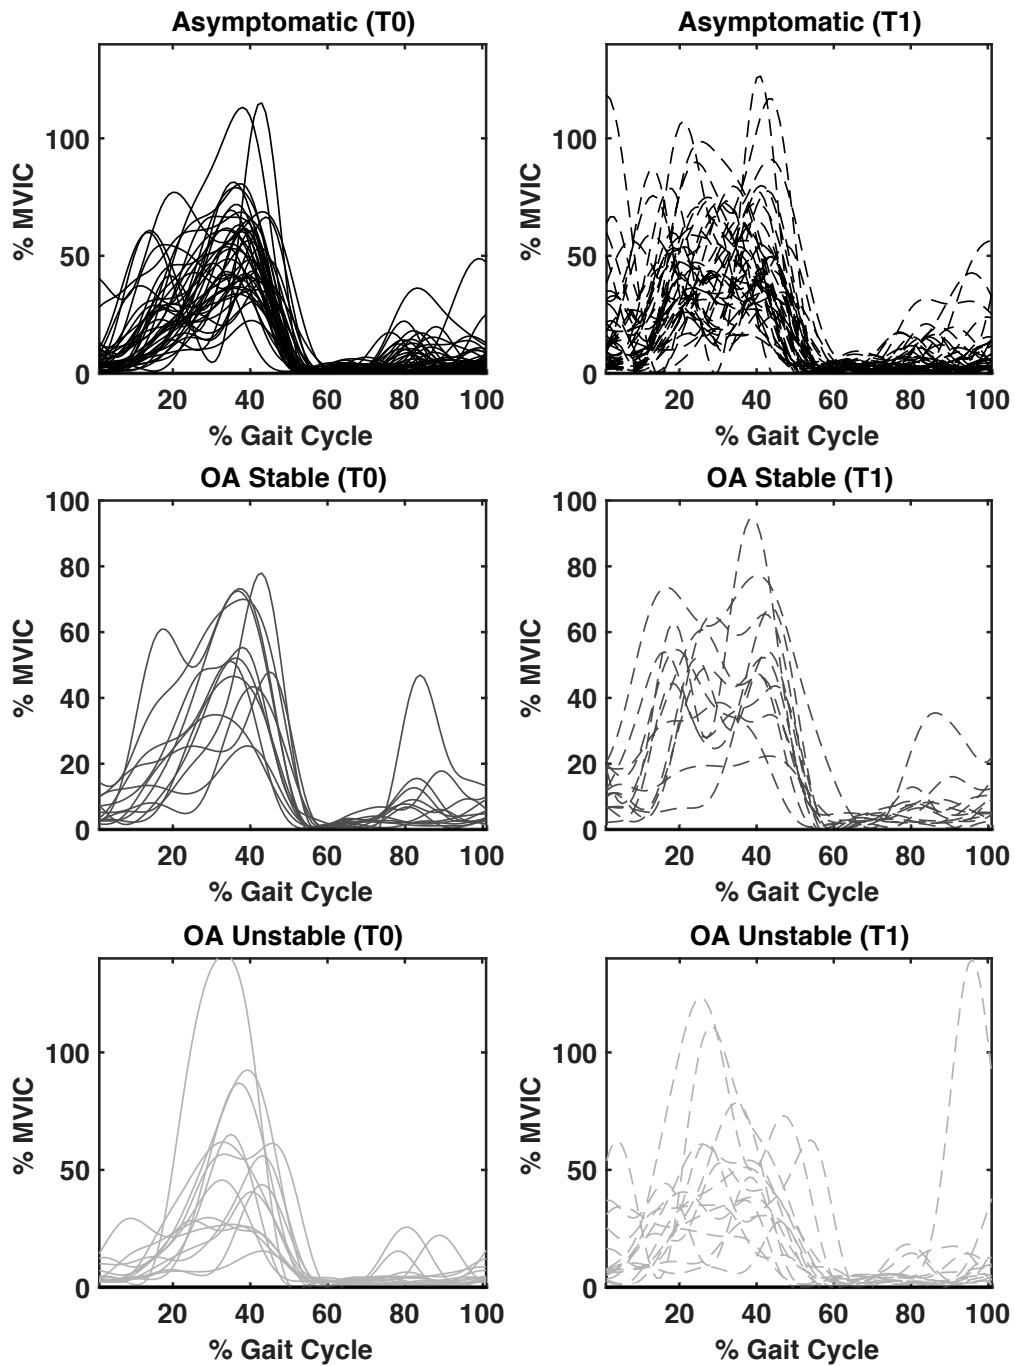 Asymptomatic (T0)
% MVIC
100
50
0
20 40 60 80 100
% Gait Cycle
Asymptomatic (T1)
% MVIC
100
50
0
20 40 60 80 100
% Gait Cycle
OA Stable (T0)
% MVIC
100
80
60
40
20
0
20 40 60 80 100
% Gait Cycle
OA Stable (T1)
% MVIC
100
80
60
40
20
0
20 40 60 80 100
% Gait Cycle
OA Unstable (T0)
% MVIC
100
50
0
20 40 60 80 100
% Gait Cycle
OA Unstable (T1)
% MVIC
100
50
0
20 40 60 80 100
% Gait Cycle